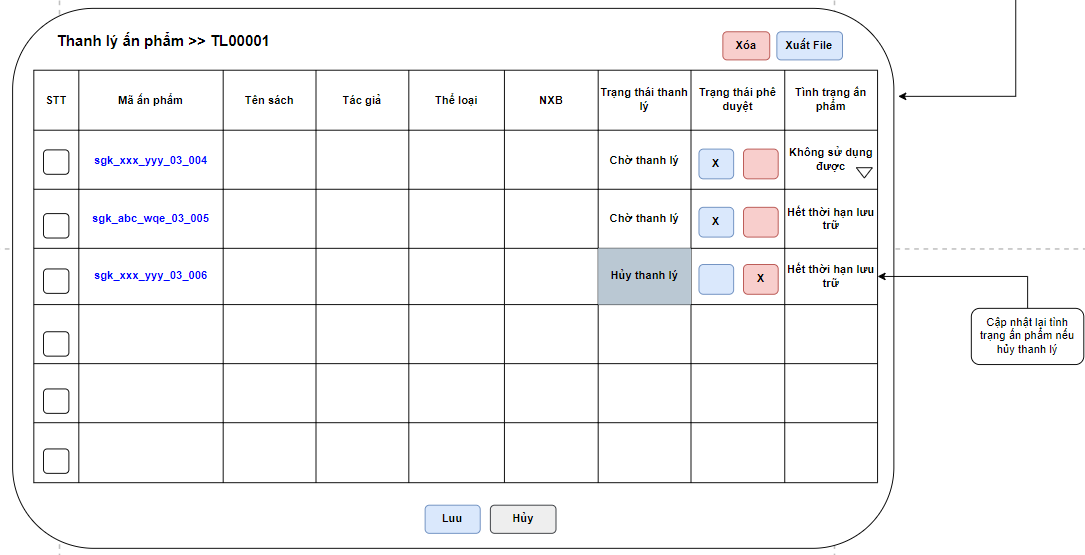 Thanh lý ấn phẩm >> TL00001
Xóa
Xuất File
STT
Mã ấn phẩm
Tên sách
Tác giả
Thể loại
NXB
Trạng thái thanh
lý
Trạng thái phê
duyệt
Tình trạng ấn
phẩm
sgk_xxx_yyy_03_004
Chờ thanh lý
X
Không sử dụng
được
sgk_abc_wqe_03_005
Chờ thanh lý
X
Hết thời hạn lưu
trữ
sgk_xxx_yyy_03_006
Hủy thanh lý
X
Hết thời hạn lưu
trữ
Cập nhật lại tình
trạng ấn phẩm nếu
hủy thanh lý
Luu
Hủy